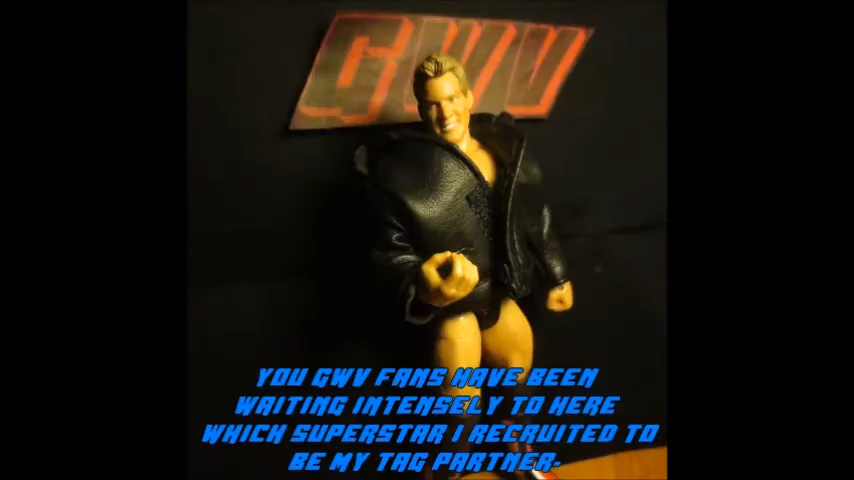 GWV
YOU GWV FANS HAVE BEEN
WAITING INTENSELY TO HERE
WHICH SUPERSTAR I RECRUITED TO
BE MY TAG PARTNER-